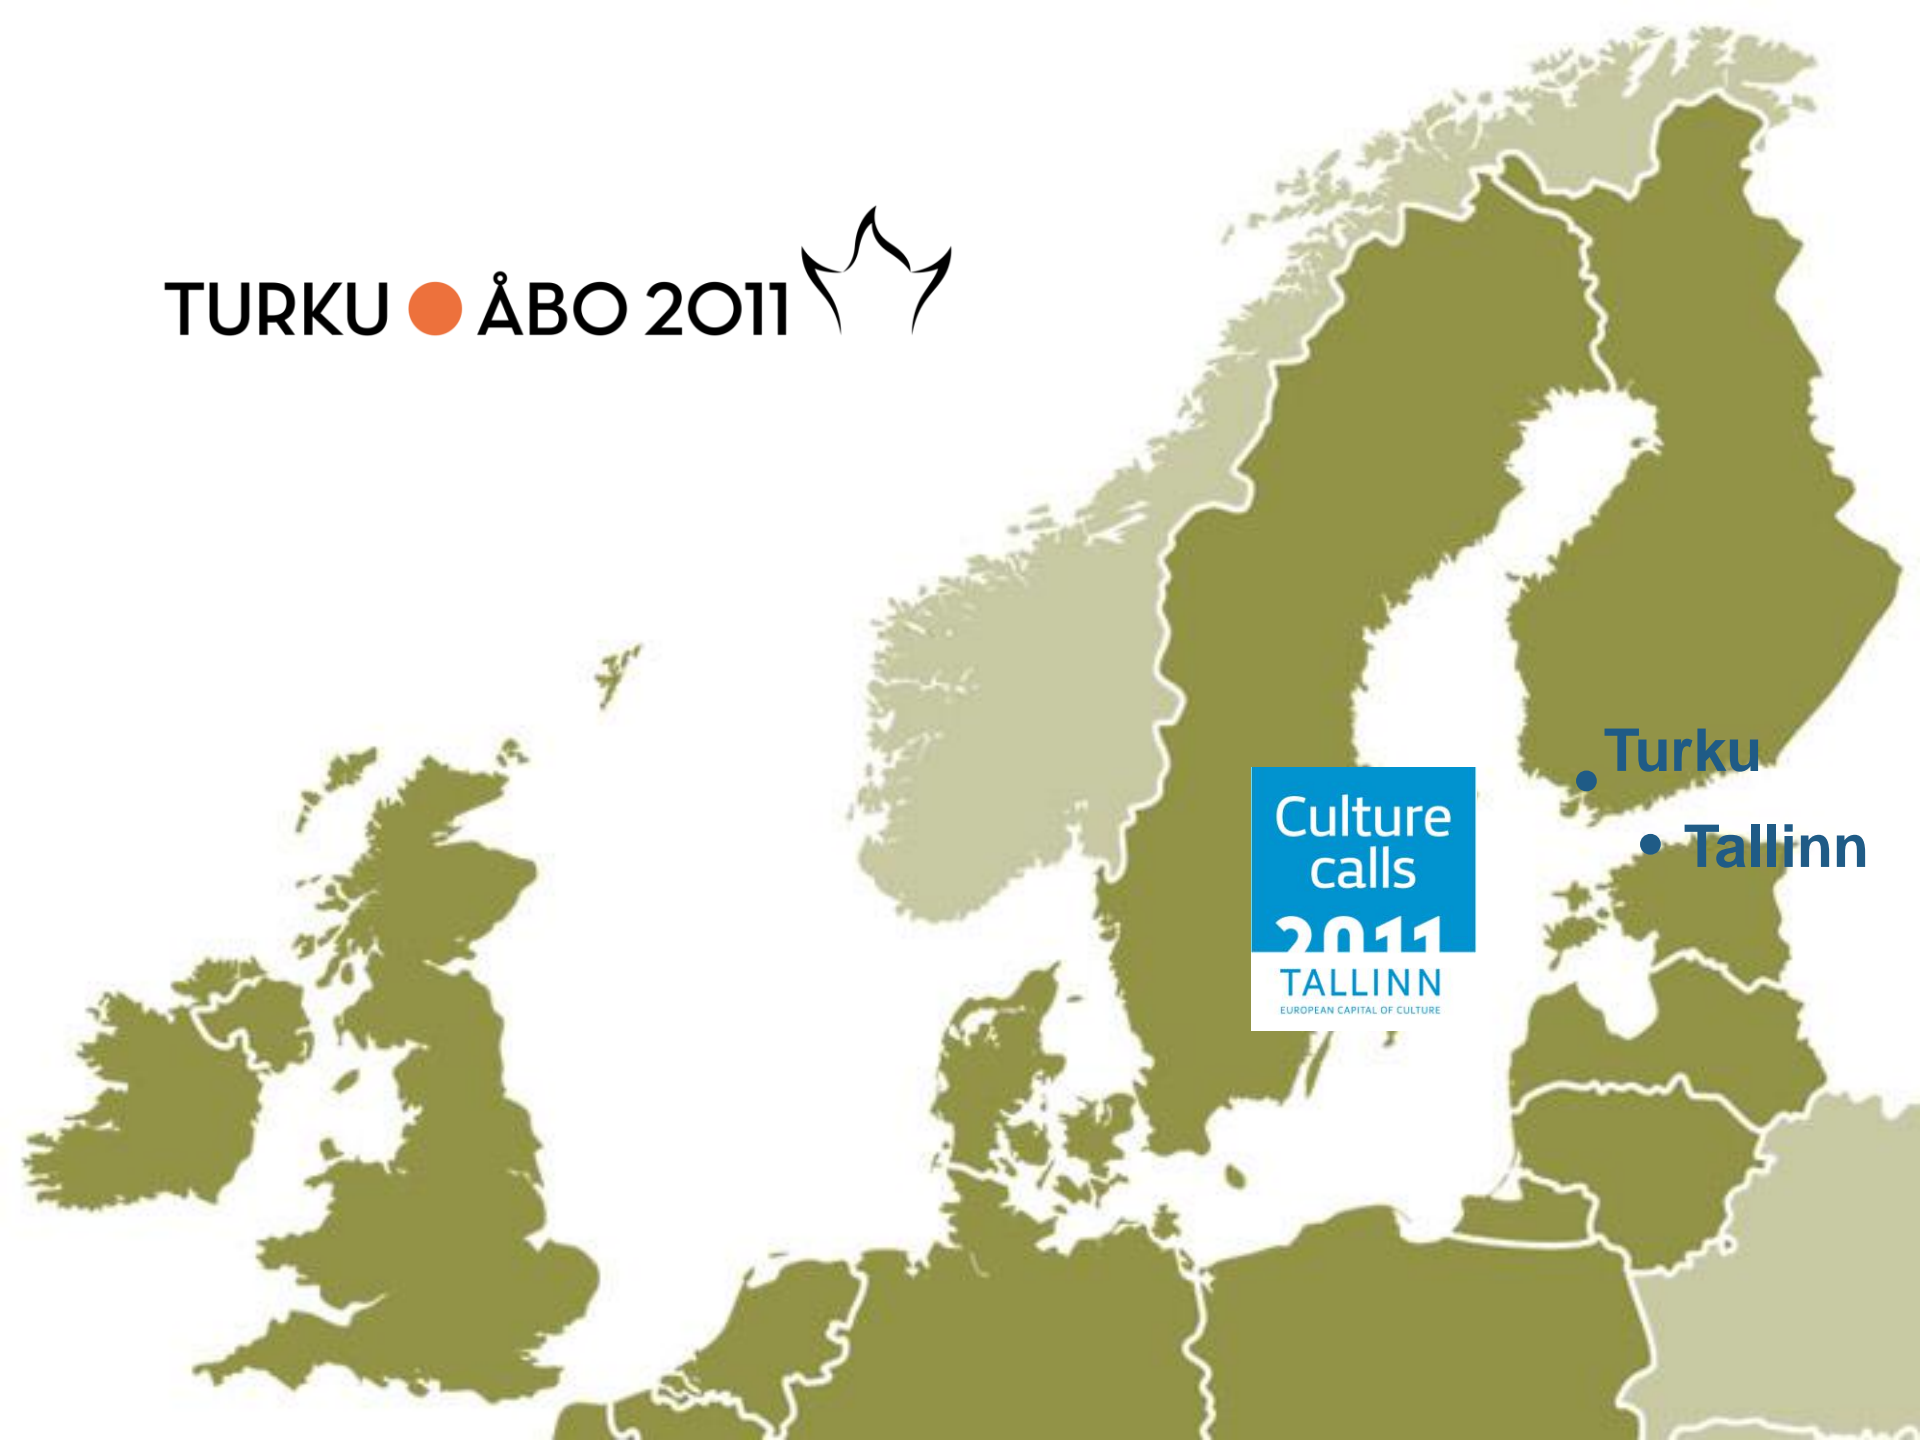 TURKU ÅBO 2011
Turku
Tallinn
Culture
calls
2011
TALLINN
EUROPEAN CAPITAL OF CULTURE